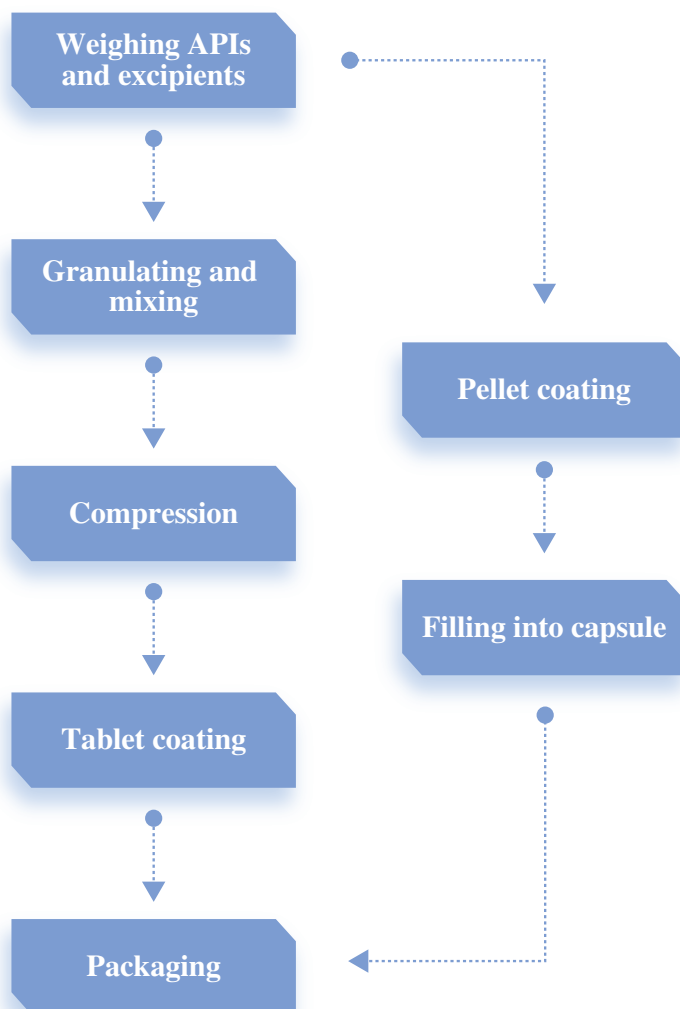 Weighing APIs
and excipients
Granulating and
mixing
Pellet coating
Compression
Filling into capsule
Tablet coating
Packaging